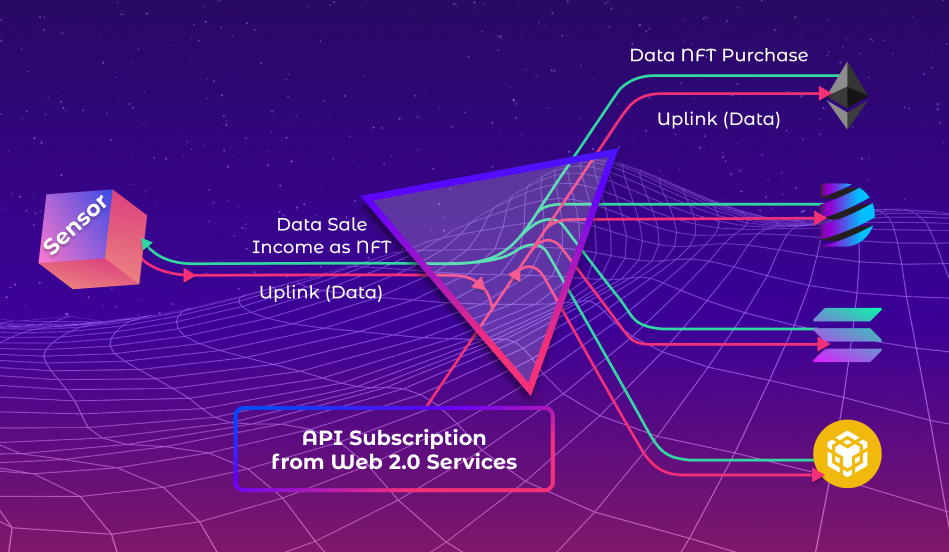 Data NFT Purchase
Uplink (Data)
Sensor
Data Sale
Income as NFT
Uplink (Data)
API Subscription
from Web 2.0 Services